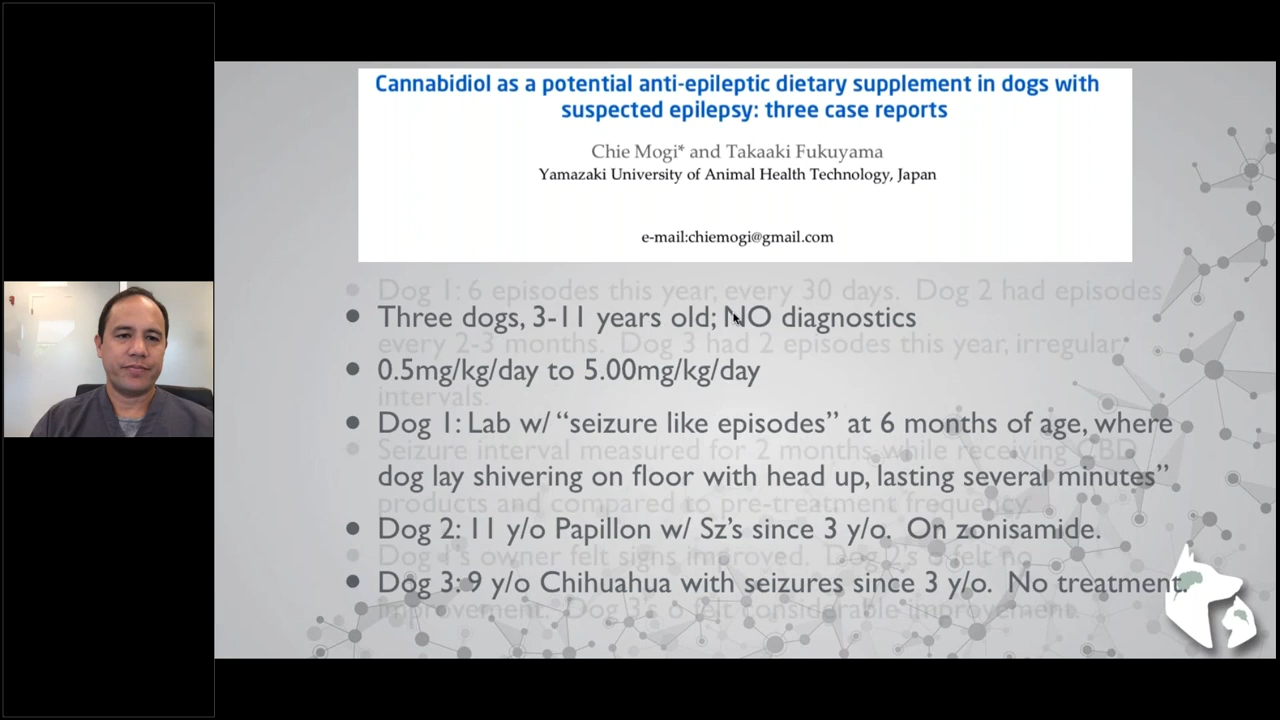 Cannabidiol as a potential anti-epileptic dietary supplement in dogs with
suspected epilepsy: three case reports
Chie Mogi* and Takaaki Fukuyama
Yamazaki University of Animal Health Technology, Japan
e-mail:chiemogi@gmail.com
Dog 1: 6 episodes this year, every 30 days. Dog 2 had episodes
Three dogs, 3-11 years old; NO diagnostics
every 2-3 months. Dog 3 had 2 episodes this year, irregular
0.5mg/kg/day to 5.00mg/kg/day
intervals.
Dog 1: Lab w/ “seizure like episodes” at 6 months of age, where
Seizure interval measured for 2 months while receiving CBD
dog lay shivering on floor with head up, lasting several minutes”
products and compared to pre-treatment frequency
Dog 2: 11 y/o Papillon w/ Sz’s since 3 y/o. On zonisamide.
Dog 1’s owner felt signs improved. Dog 2’s o felt no
Dog 3: 9 y/o Chihuahua with seizures since 3 y/o. No treatment.
improvement. Dog 3’s o felt considerable improvement.